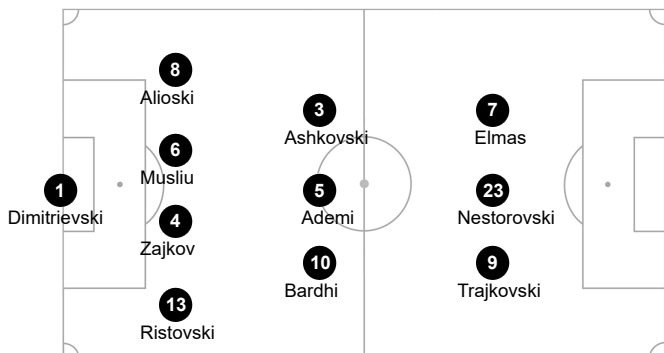 8
Alioski
3
Ashkovski
7
Elmas
6
Musliu
1
Dimitrievski
5
Ademi
23
Nestorovski
4
Zajkov
10
Bardhi
9
Trajkovski
13
Ristovski